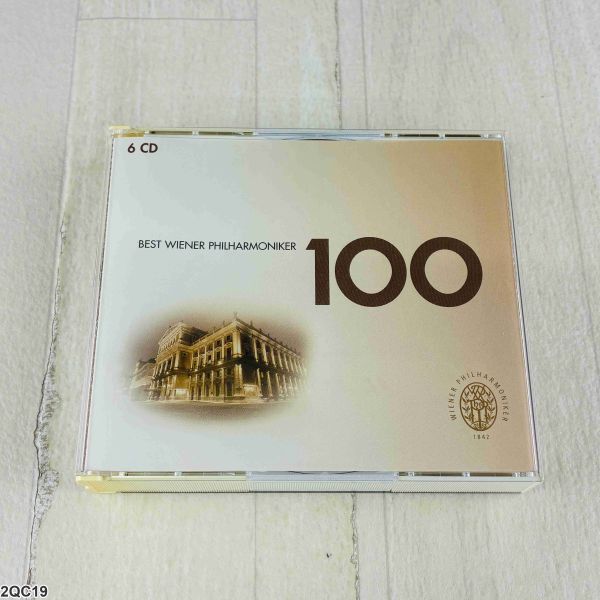 6 CD
BEST WIENER PHILHARMONIKER 100
WIENER PHILHARMONIKER
1842
2QC19